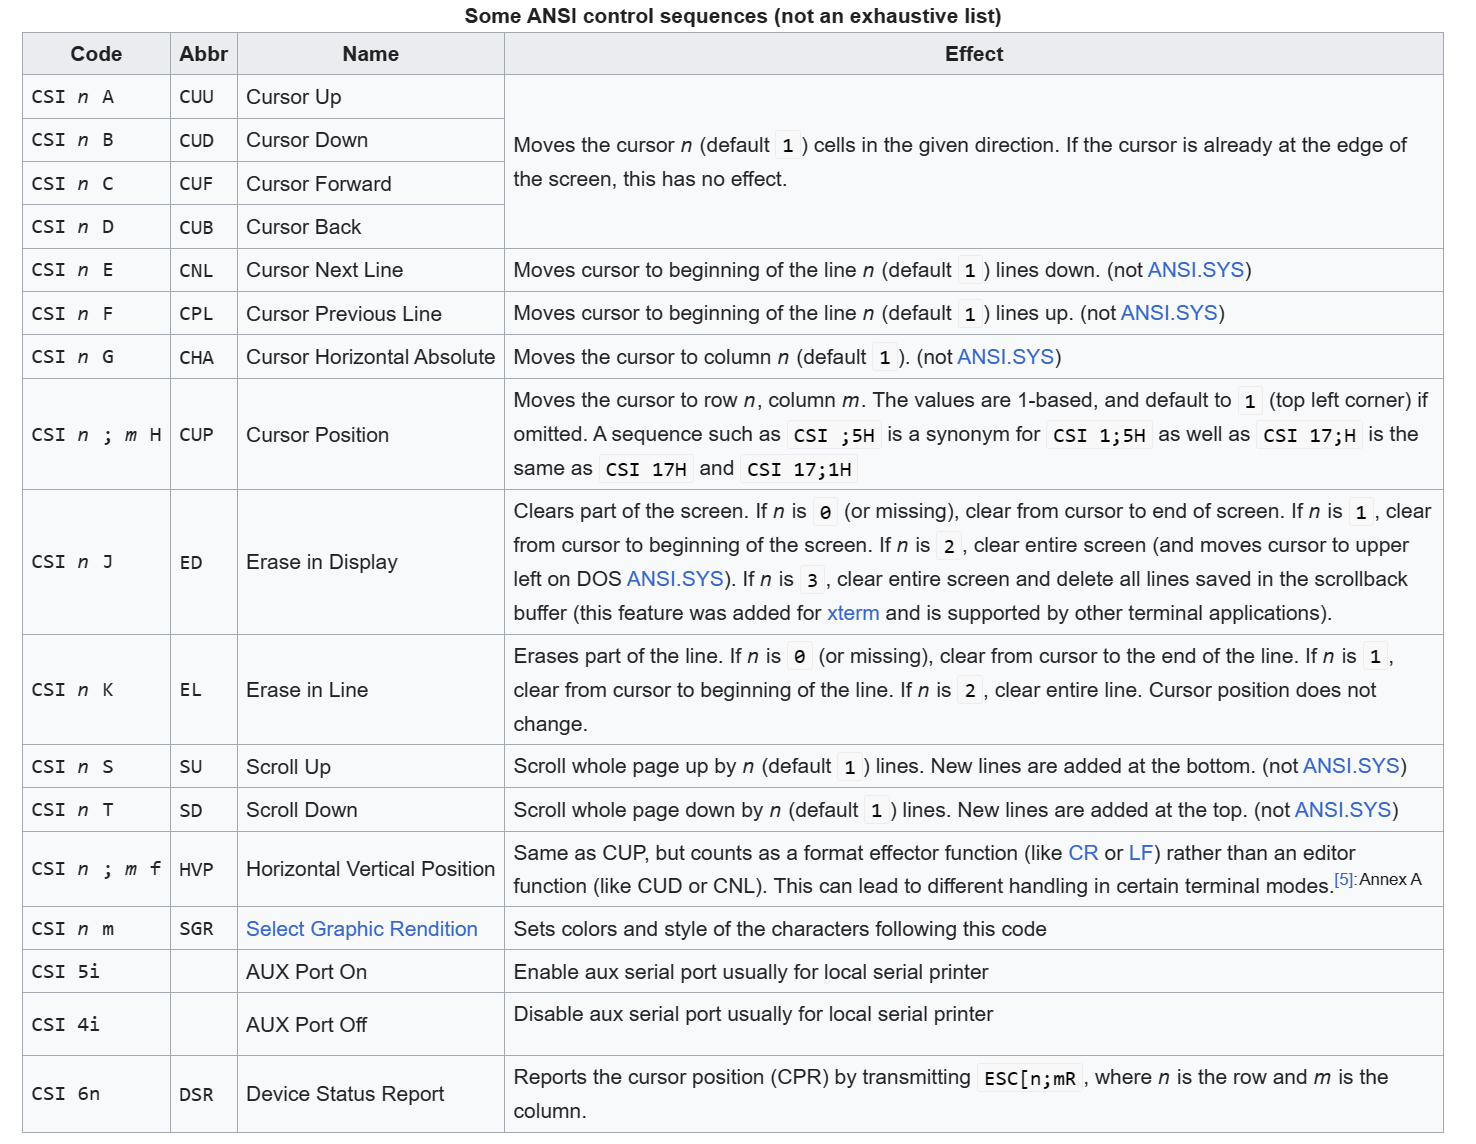 Some ANSI control sequences (not an exhaustive list)
Code Abbr Name Effect
CSI n A CUU Cursor Up
CSI n B CUD Cursor Down
CSI n C CUF Cursor Forward
CSI n D CUB Cursor Back
Moves the cursor n (default 1) cells in the given direction. If the cursor is already at the edge of
the screen, this has no effect.
CSI n E CNL Cursor Next Line Moves cursor to beginning of the line n (default 1) lines down. (not ANSI.SYS)
CSI n F CPL Cursor Previous Line Moves cursor to beginning of the line n (default 1) lines up. (not ANSI.SYS)
CSI n G CHA Cursor Horizontal Absolute Moves the cursor to column n (default 1). (not ANSI.SYS)
CSI n ; m H CUP Cursor Position
Moves the cursor to row n, column m. The values are 1-based, and default to 1 (top left corner) if
omitted. A sequence such as CSI ;5H is a synonym for CSI 1;5H as well as CSI 17;H is the
same as CSI 17H and CSI 17;1H
CSI n J ED Erase in Display
Clears part of the screen. If n is 0 (or missing), clear from cursor to end of screen. If n is 1, clear
from cursor to beginning of the screen. If n is 2, clear entire screen (and moves cursor to upper
left on DOS ANSI.SYS). If n is 3, clear entire screen and delete all lines saved in the scrollback
buffer (this feature was added for xterm and is supported by other terminal applications).
CSI n K EL Erase in Line
Erases part of the line. If n is 0 (or missing), clear from cursor to the end of the line. If n is 1,
clear from cursor to beginning of the line. If n is 2, clear entire line. Cursor position does not
change.
CSI n S SU Scroll Up Scroll whole page up by n (default 1) lines. New lines are added at the bottom. (not ANSI.SYS)
CSI n T SD Scroll Down Scroll whole page down by n (default 1) lines. New lines are added at the top. (not ANSI.SYS)
CSI n ; m f HVP Horizontal Vertical Position
Same as CUP, but counts as a format effector function (like CR or LF) rather than an editor
function (like CUD or CNL). This can lead to different handling in certain terminal modes.[5]: Annex A
CSI n m SGR Select Graphic Rendition Sets colors and style of the characters following this code
CSI 5i AUX Port On Enable aux serial port usually for local serial printer
CSI 4i AUX Port Off Disable aux serial port usually for local serial printer
CSI 6n DSR Device Status Report
Reports the cursor position (CPR) by transmitting ESC[n;mR, where n is the row and m is the
column.